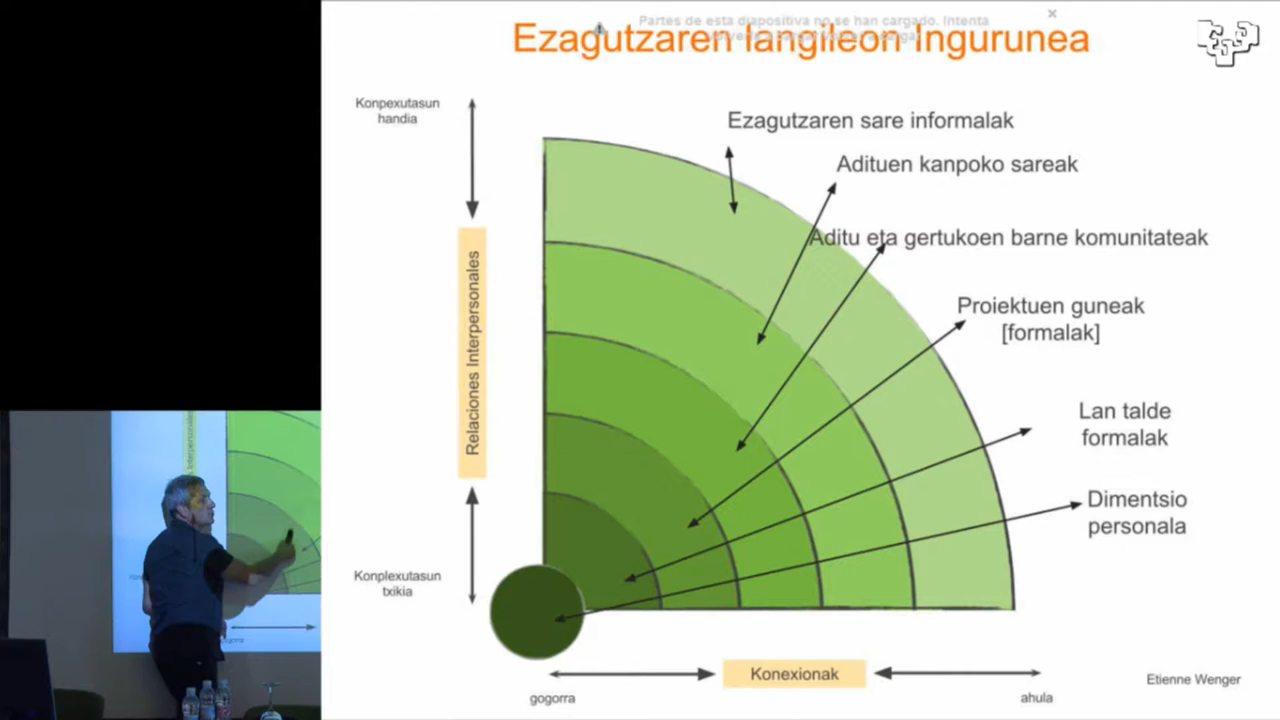 Partes de esta diapositiva no se han cargado. Intenta
Ezagutzaren langileon Ingurunea
Konpexutasun
handia
Ezagutzaren sare informalak
Adituen kanpoko sareak
Aditu eta gertukoen barne komunitateak
Proiektuen guneak
[formalak]
Relaciones Interpersonales
Lan talde
formalak
Dimentsio
personala
Konplexutasun
txikia
Konexionak
gogorra
ahula
Etienne Wenger